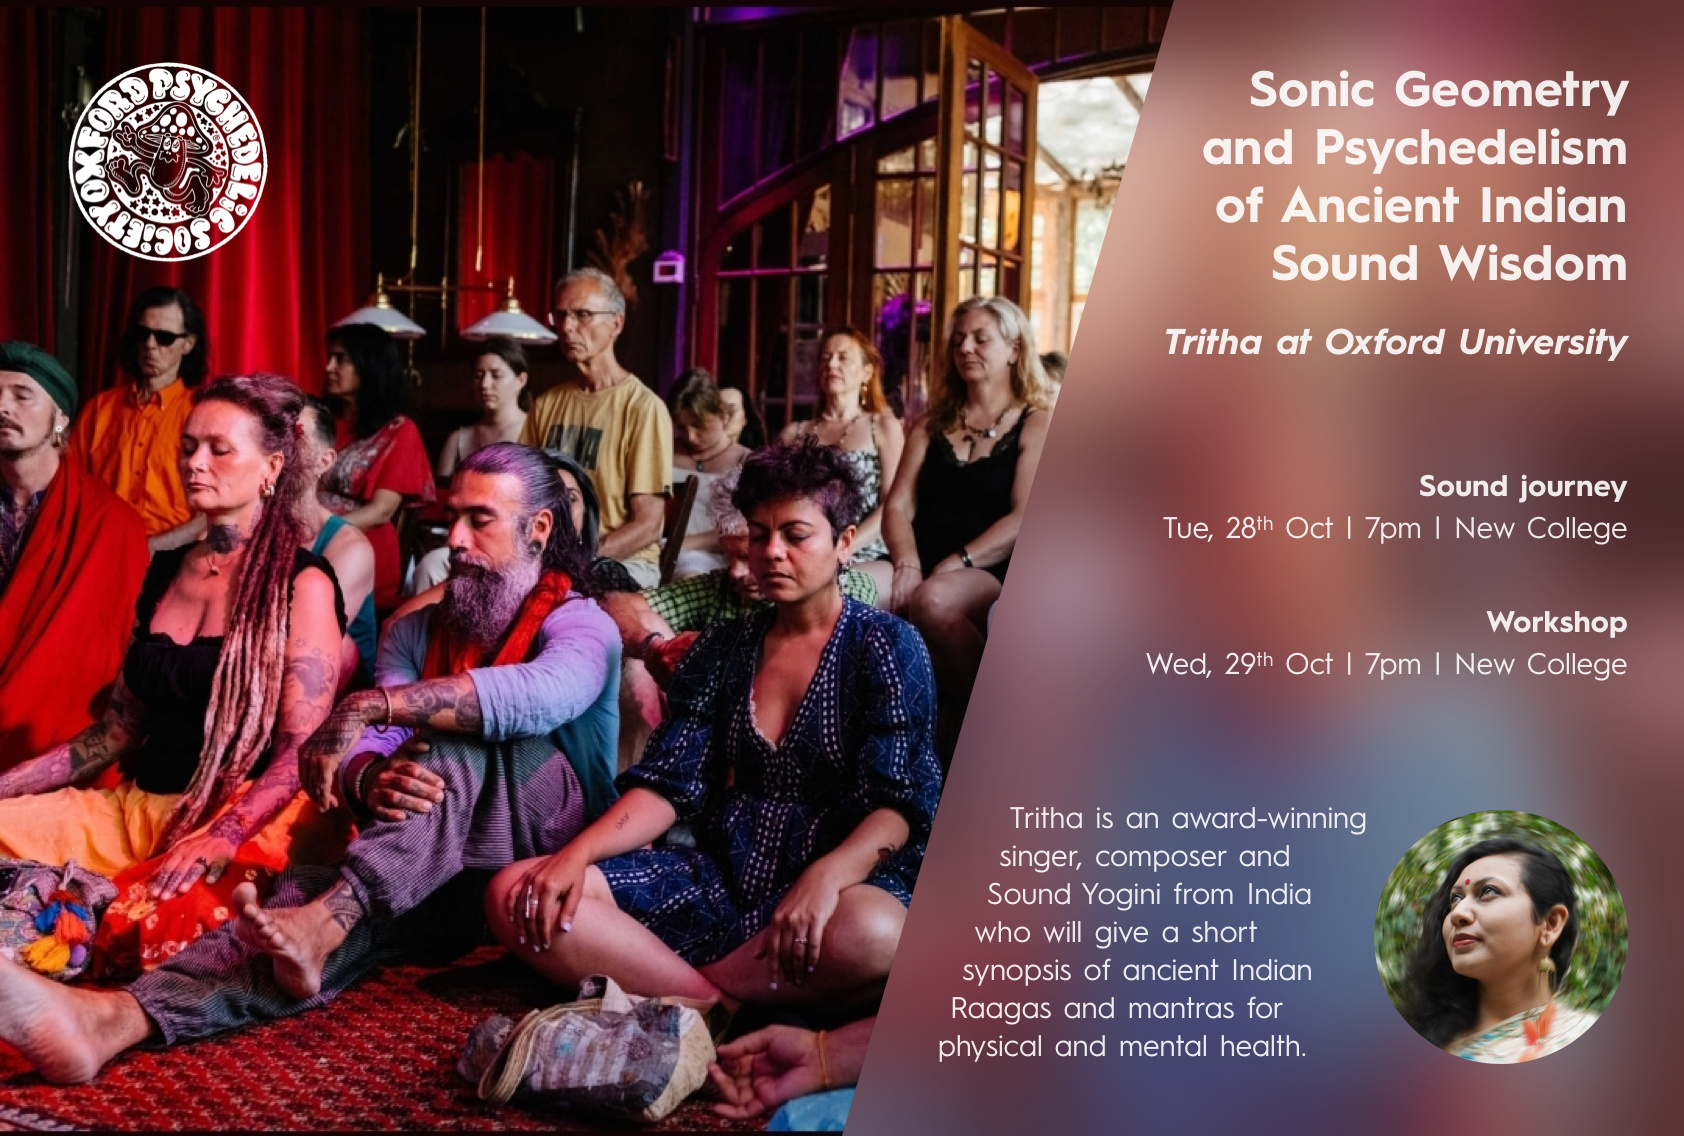 OXFORD PSYCHEDELIC SOCIETY
Sonic Geometry
and Psychedelism
of Ancient Indian
Sound Wisdom
Tritha at Oxford University
Sound journey
Tue, 28th Oct | 7pm | New College
Workshop
Wed, 29th Oct | 7pm | New College
Tritha is an award-winning
singer, composer and
Sound Yogini from India
who will give a short
synopsis of ancient Indian
Raagas and mantras for
physical and mental health.